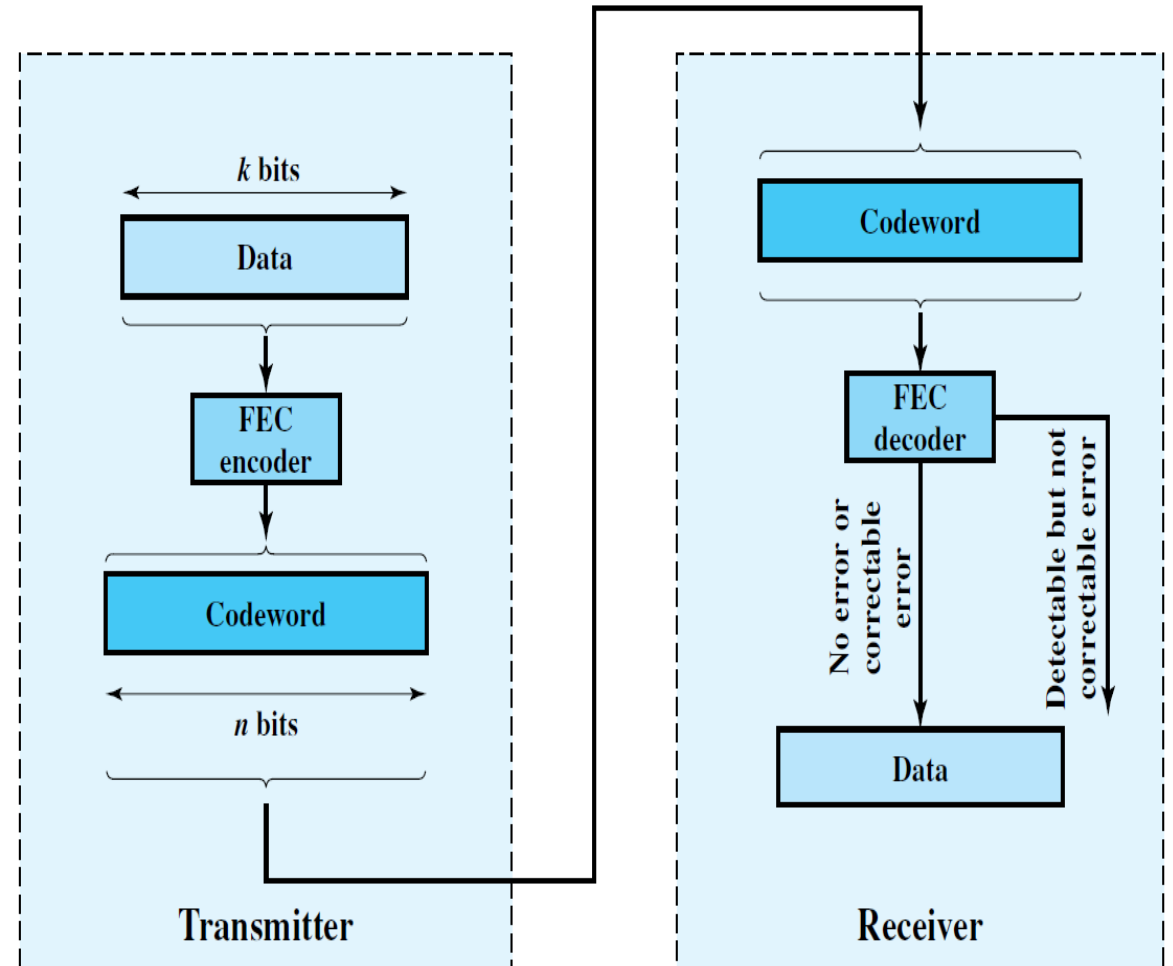 k bits
Data
FEC
encoder
Codeword
n bits
Transmitter
Codeword
FEC
decoder
No error or
correctable
error
Detectable but not
correctable error
Data
Receiver